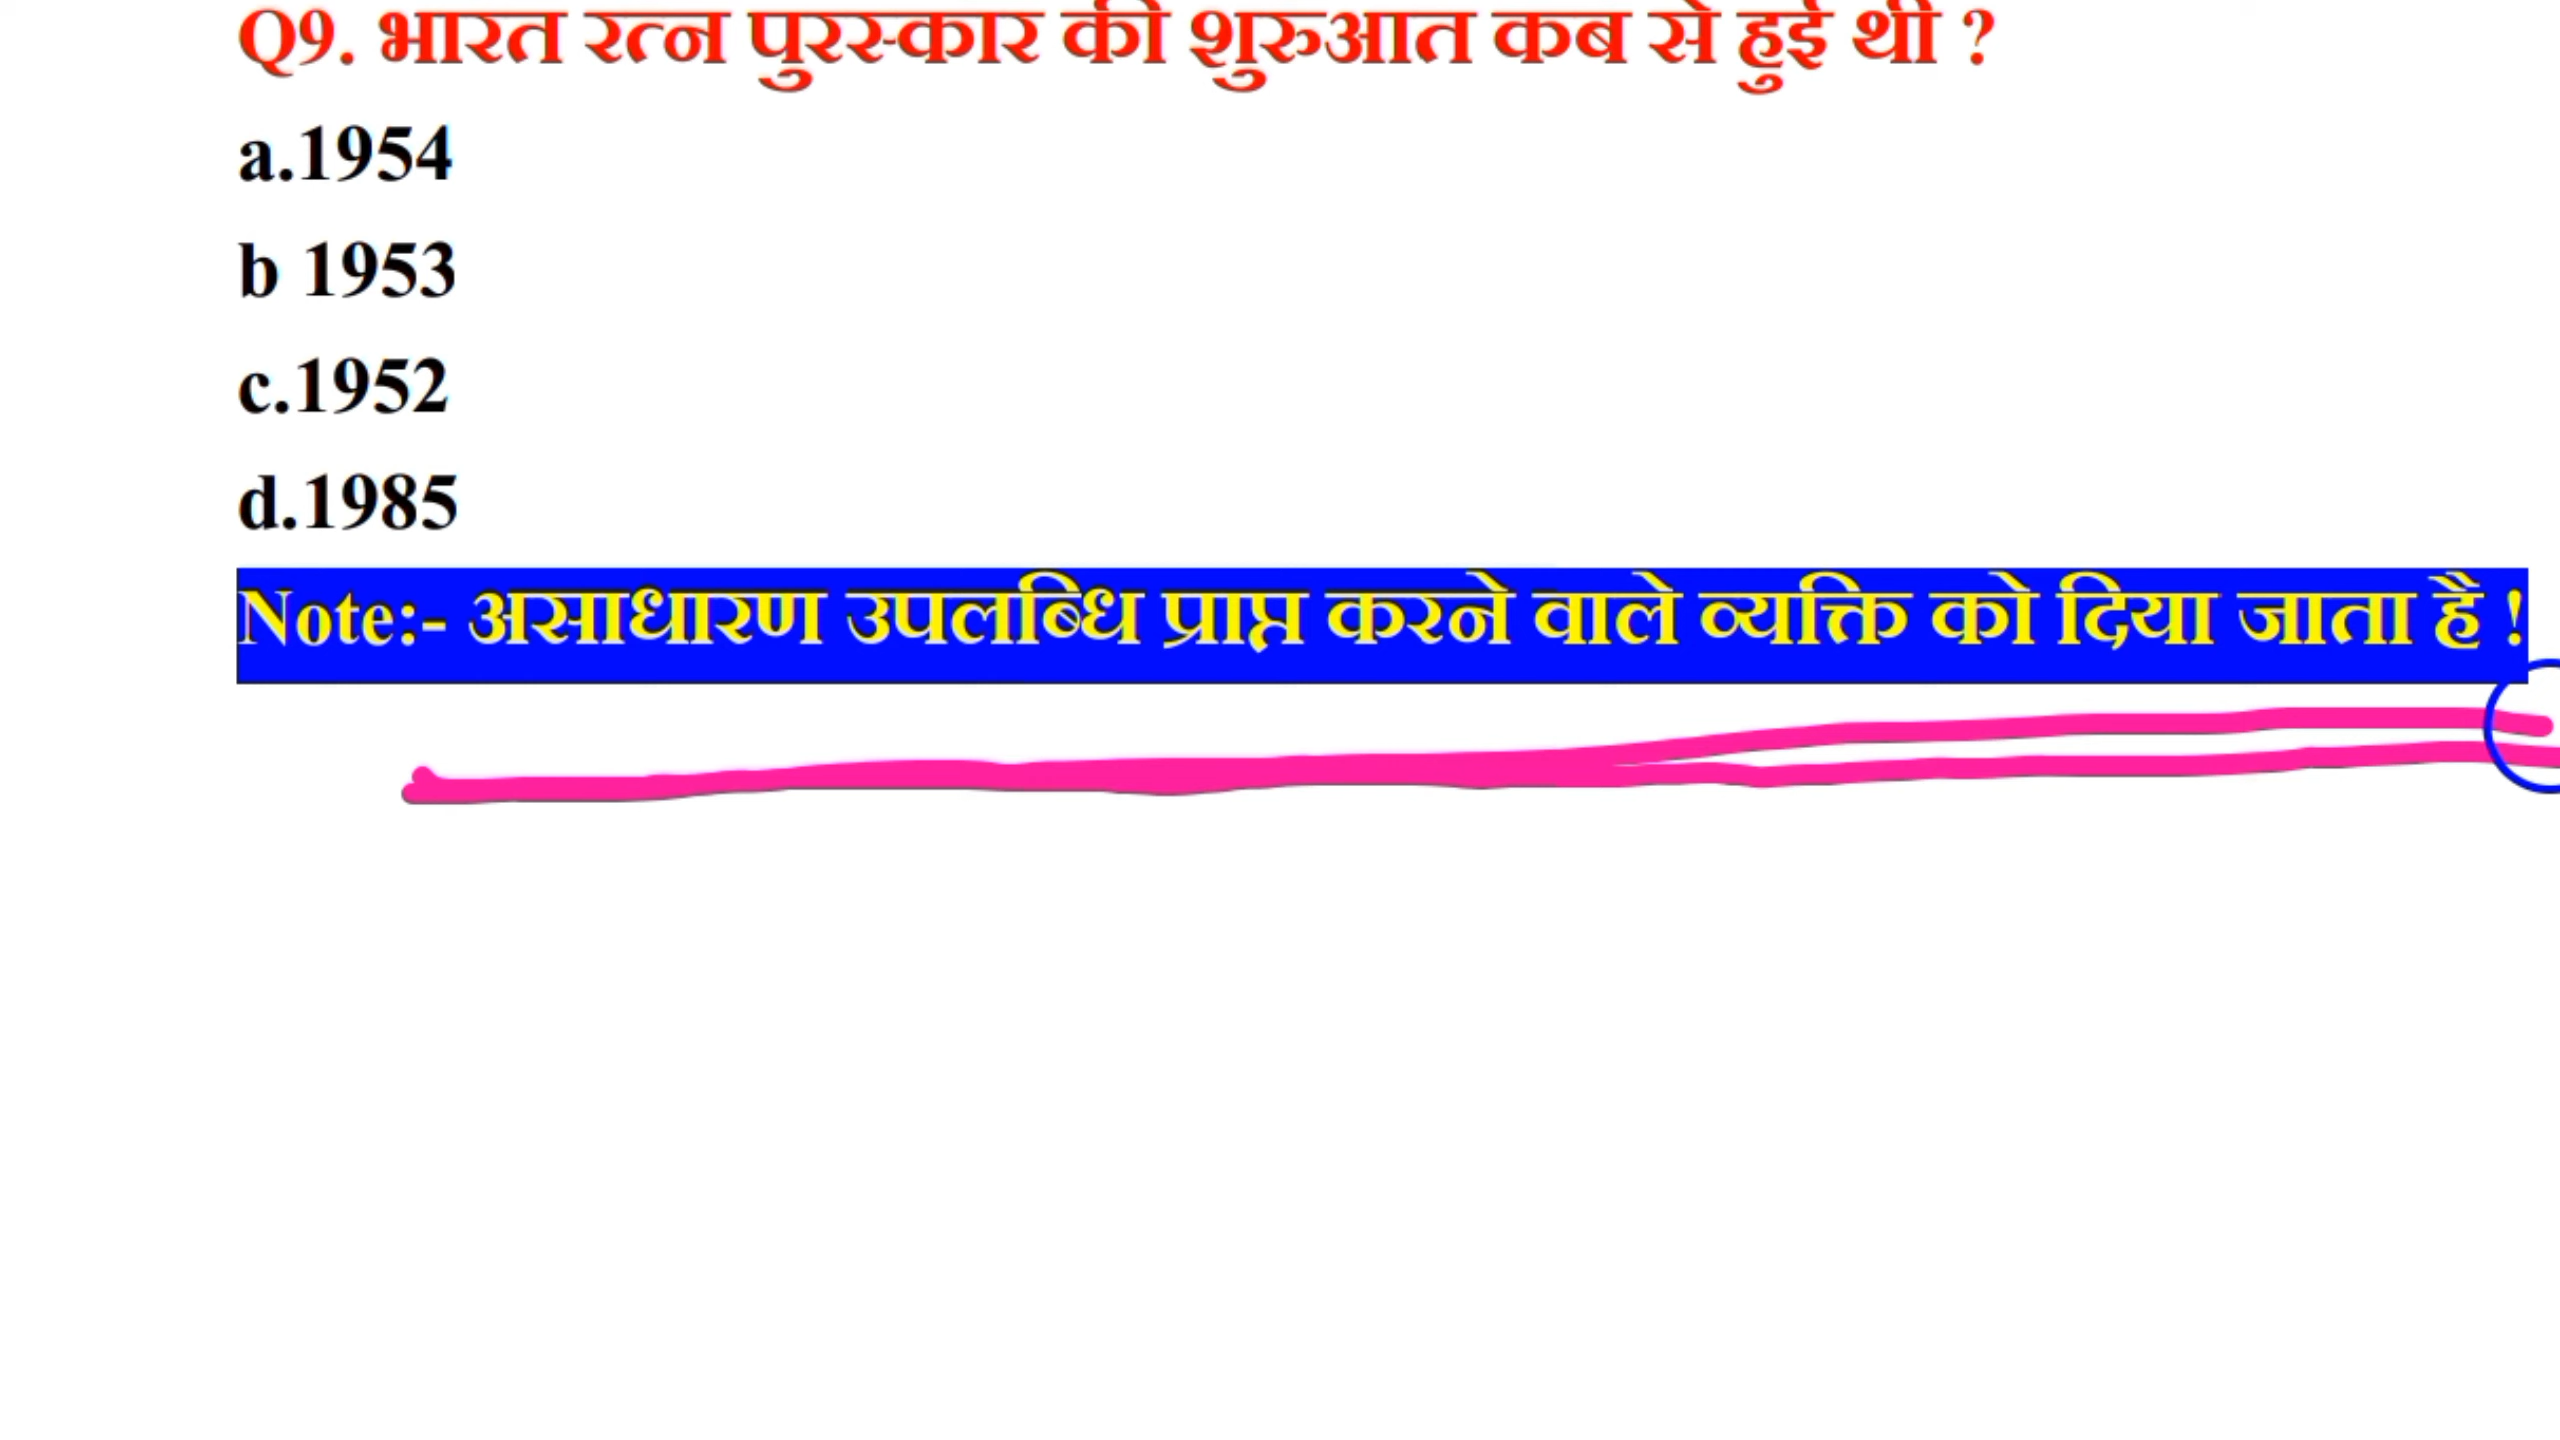 Q9. भारत रत्न पुरस्कार की शुरुआत कब से हुई थी ?
a.1954
b 1953
c.1952
d.1985
Note:- असाधारण उपलब्धि प्राप्त करने वाले व्यक्ति को दिया जाता है !